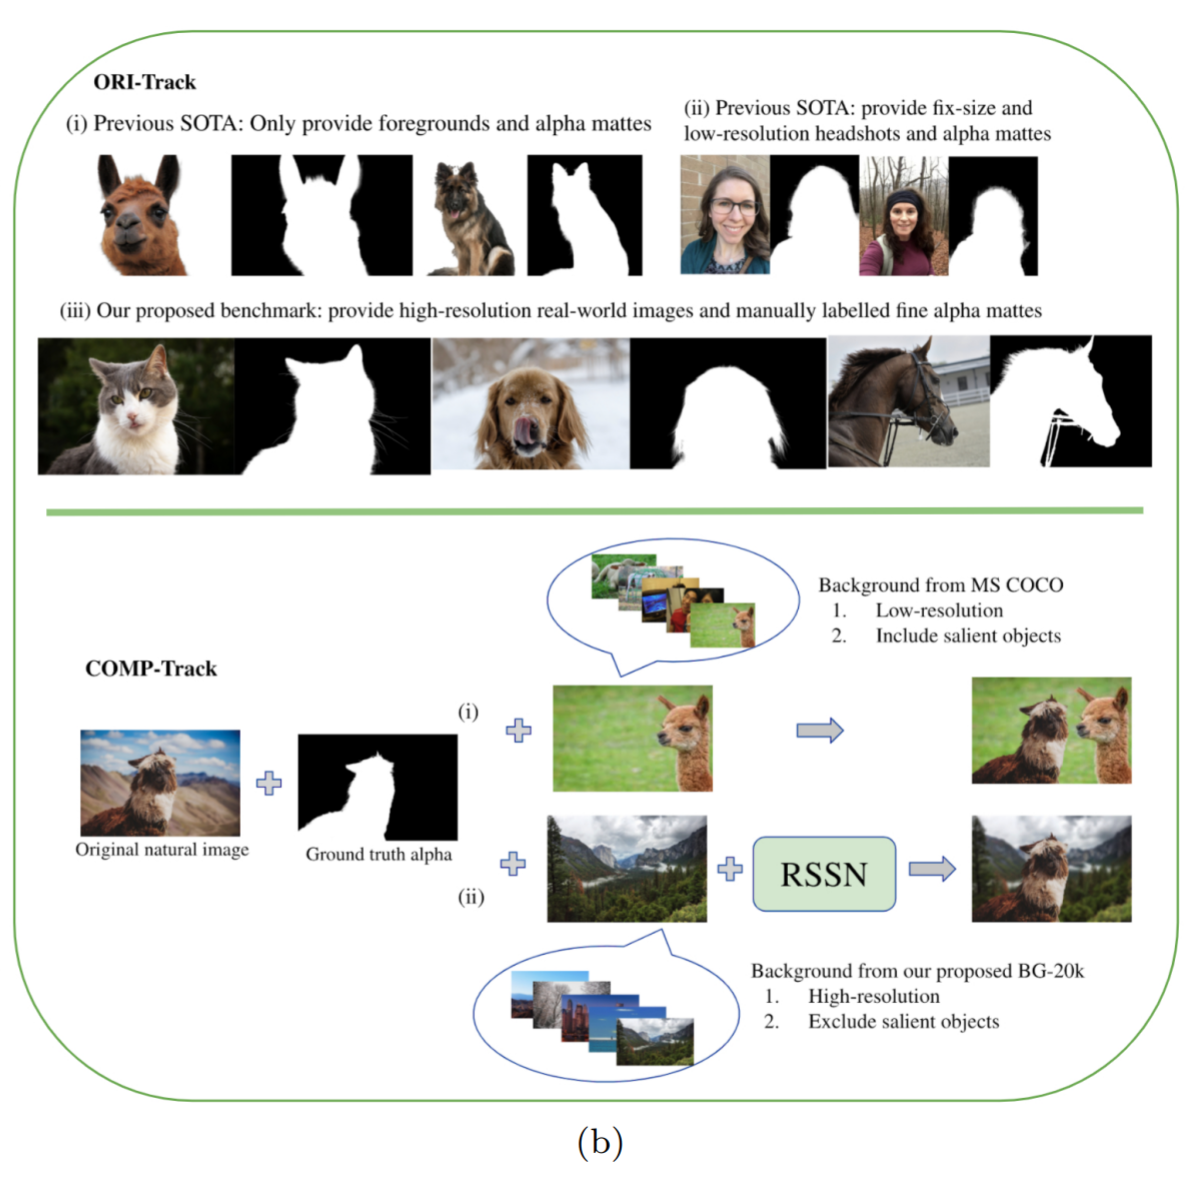 ORI-Track
(i) Previous SOTA: Only provide foregrounds and alpha mattes
(ii) Previous SOTA: provide fix-size and
low-resolution headshots and alpha mattes
(iii) Our proposed benchmark: provide high-resolution real-world images and manually labelled fine alpha mattes
Background from MS COCO
1. Low-resolution
2. Include salient objects
COMP-Track
(i)
Original natural image
Ground truth alpha
(ii)
RSSN
Background from our proposed BG-20k
1. High-resolution
2. Exclude salient objects
(b)